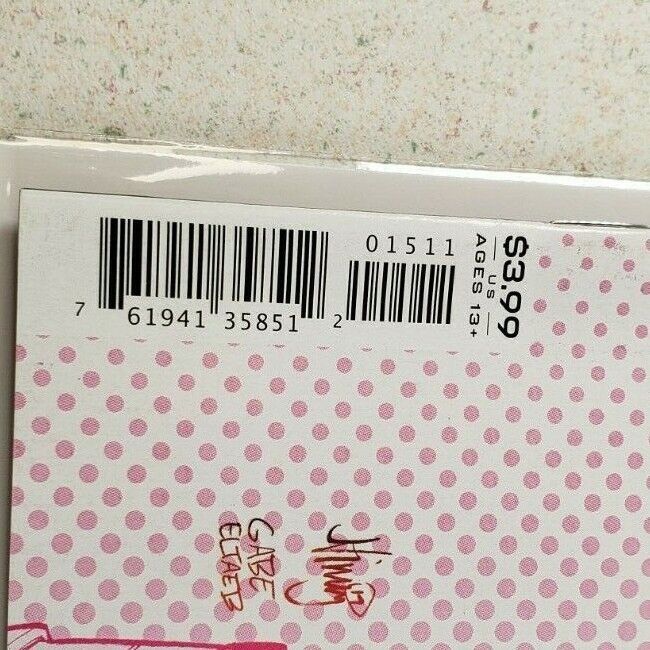 01511
7 61941 35851 2
$3.99
US
AGES 13+
GABE
ELTAEB